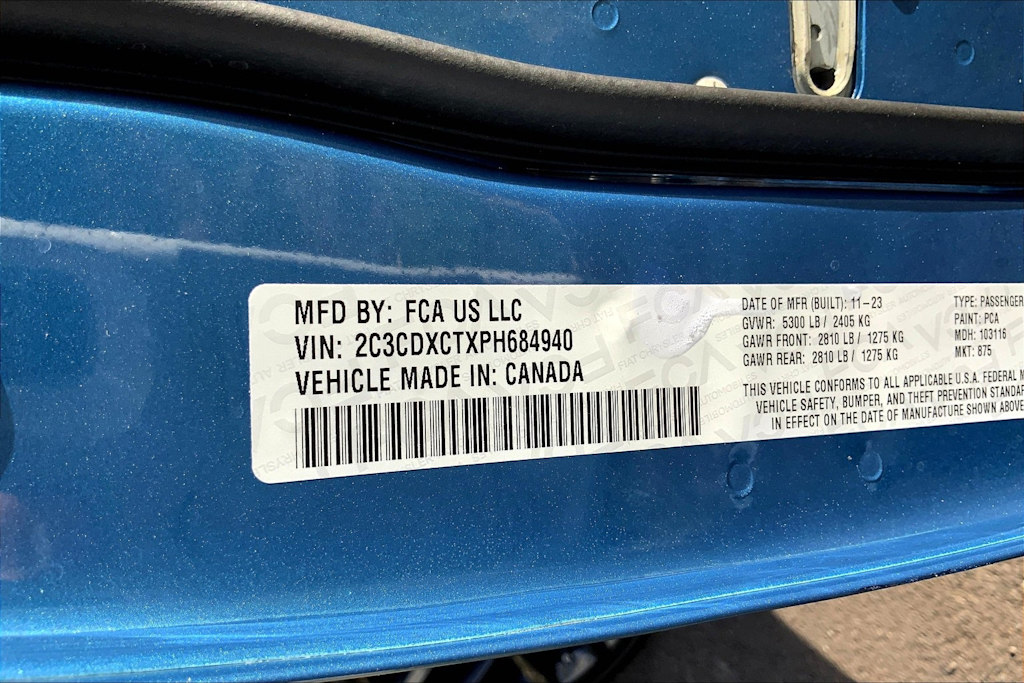 MFD BY: FCA US LLC
VIN: 2C3CDXCTXPH684940
VEHICLE MADE IN: CANADA
DATE OF MFR (BUILT): 11-23
GVWR: 5300 LB / 2405 KG
GAWR FRONT: 2810 LB / 1275 KG
GAWR REAR: 2810 LB / 1275 KG
TYPE: PASSENGER
PAINT: PCA
MDH: 103116
MKT: 875
THIS VEHICLE CONFORMS TO ALL APPLICABLE U.S.A. FEDERAL
VEHICLE SAFETY, BUMPER, AND THEFT PREVENTION
IN EFFECT ON THE DATE OF MANUFACTURE SHOWN ABOVE